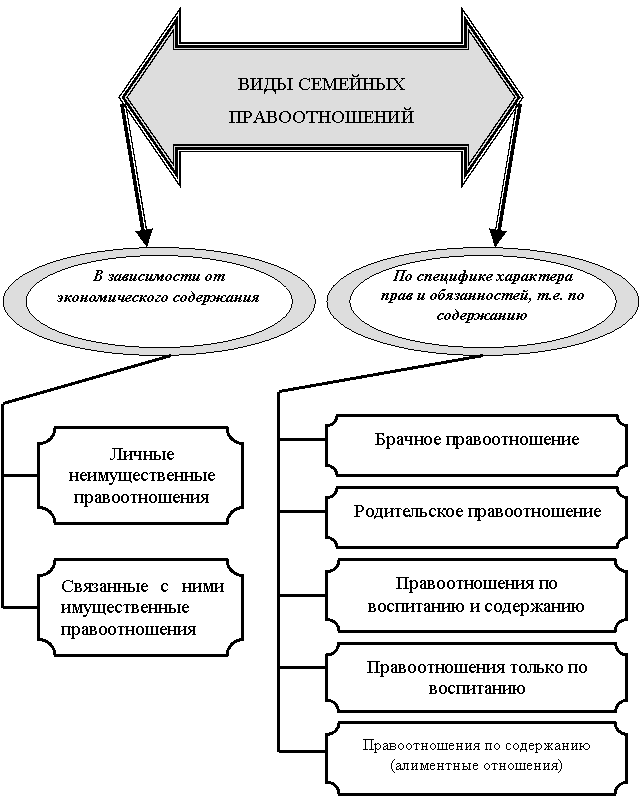 ВИДЫ СЕМЕЙНЫХ
ПРАВООТНОШЕНИЙ
В зависимости от
экономического содержания
По специфике характера
прав и обязанностей, т.е. по
содержанию
Личные
неимущественные
правоотношения
Связанные с ними
имущественные
правоотношения
Брачное правоотношение
Родительское правоотношение
Правоотношения по
воспитанию и содержанию
Правоотношения только по
воспитанию
Правоотношения по содержанию
(алиментные отношения)